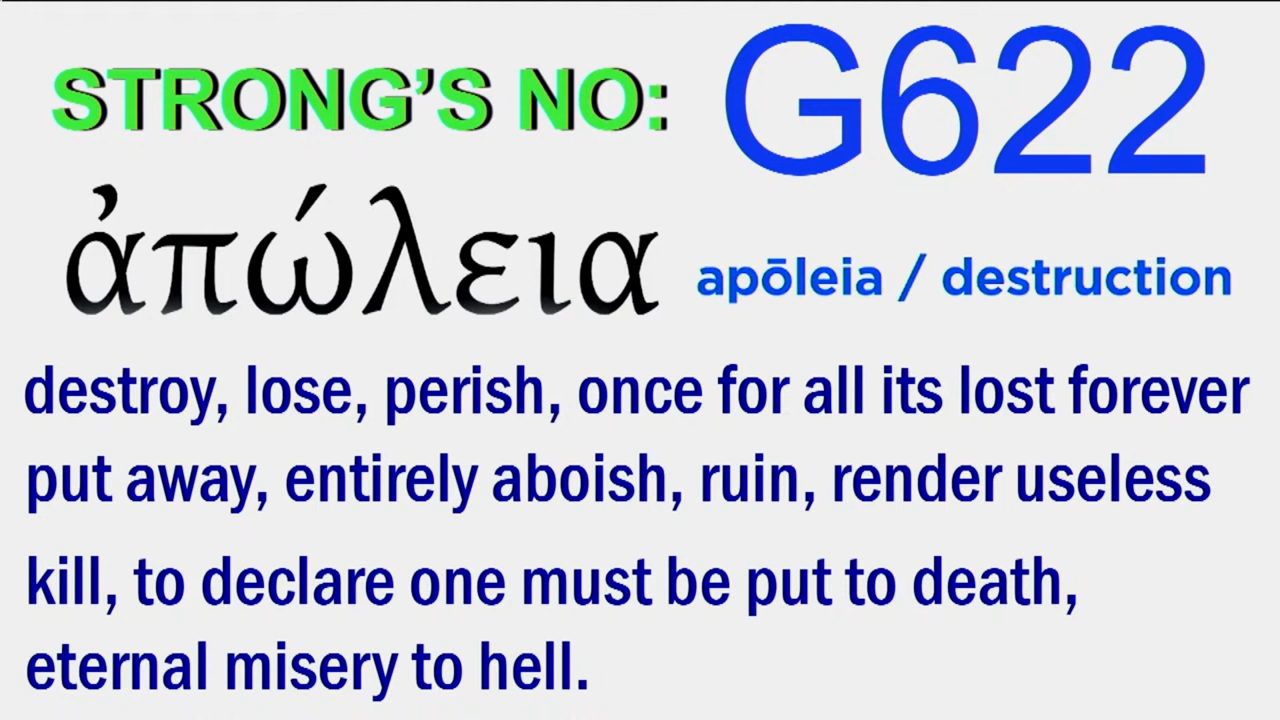 STRONG’S NO: G622
ἀπώλεια apōleia / destruction
destroy, lose, perish, once for all its lost forever
put away, entirely aboish, ruin, render useless
kill, to declare one must be put to death,
eternal misery to hell.